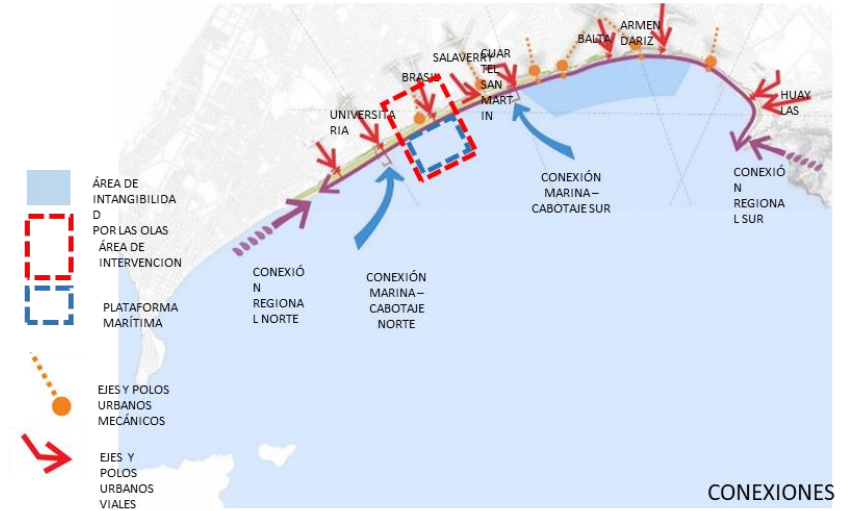 ARMEN
DARIZ
BALTA
CUAR
TEL
SAN
MART
IN
SALAVERRY
BRASIL
UNIVERSITA
RIA
HUAY
LAS
CONEXIÓN
MARINA–
CABOTAJE SUR
CONEXIÓ
N
REGIONA
L SUR
ÁREA DE
INTANGIBILIDA
D
POR LAS OLAS
ÁREA DE
INTERVENCION
PLATAFORMA
MARÍTIMA
CONEXIÓ
N
REGIONA
L NORTE
CONEXIÓN
MARINA–
CABOTAJE
NORTE
EJES Y POLOS
URBANOS
MECÁNICOS
EJES Y
POLOS
URBANOS
VIALES
CONEXIONES